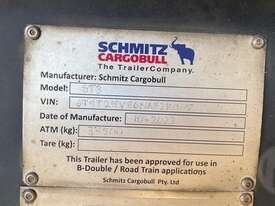 SCHMITZ
CARGOBULL
The TrailerCompany.
Manufacturer: Schmitz Cargobull
Model: ST3
VIN:
Date of Manufacture:
ATM (kg):
Tare (kg):
This Trailer has been approved for use in
B-Double / Road Train applications
Schmitz Cargobull Pty. Ltd